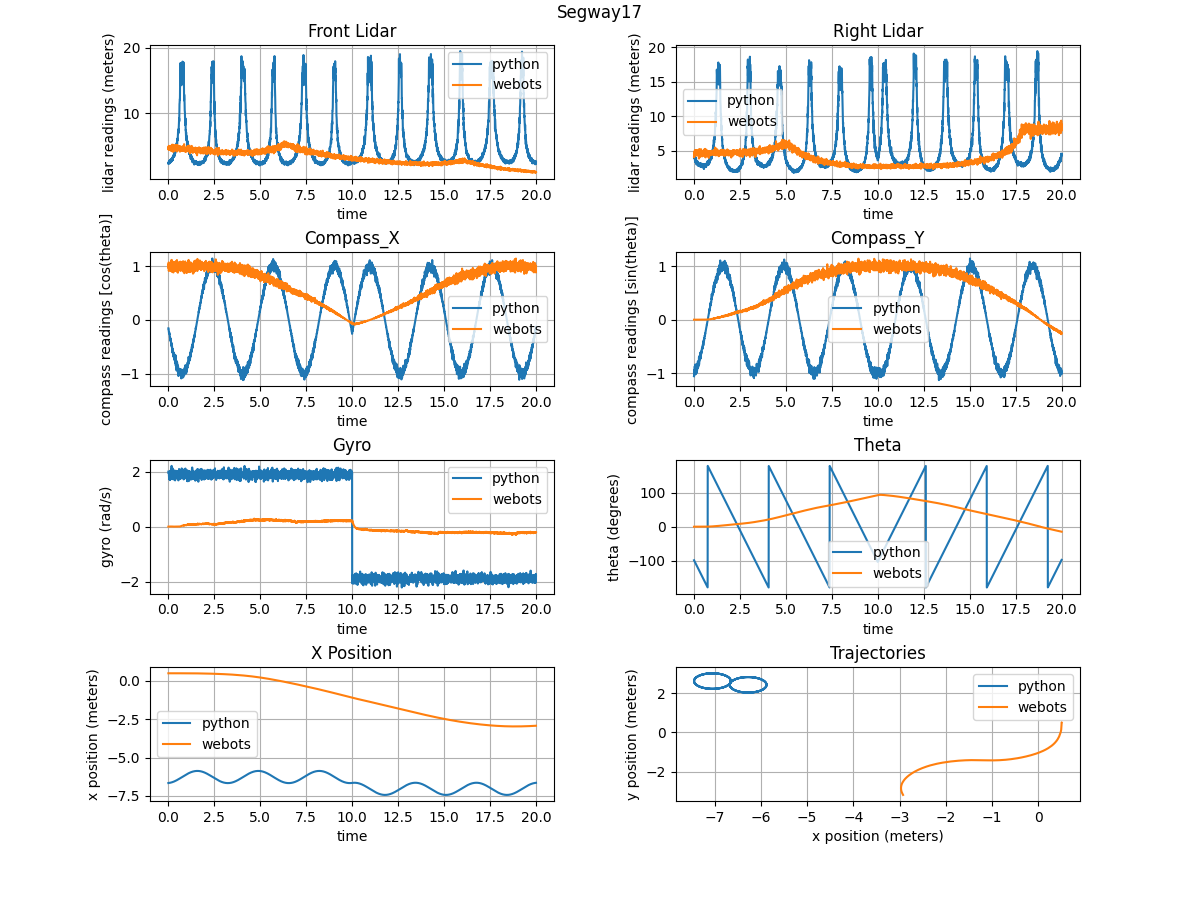 Segway17
Front Lidar
lidar readings (meters)
20
10
python
webots
0.0 2.5 5.0 7.5 10.0 12.5 15.0 17.5 20.0
time
Right Lidar
lidar readings (meters)
20
15
10
5
python
webots
0.0 2.5 5.0 7.5 10.0 12.5 15.0 17.5 20.0
time
Compass_X
compass readings [cos(theta)]
1
0
−1
python
webots
0.0 2.5 5.0 7.5 10.0 12.5 15.0 17.5 20.0
time
Compass_Y
compass readings [sin(theta)]
1
0
−1
python
webots
0.0 2.5 5.0 7.5 10.0 12.5 15.0 17.5 20.0
time
Gyro
gyro (rad/s)
2
0
−2
python
webots
0.0 2.5 5.0 7.5 10.0 12.5 15.0 17.5 20.0
time
Theta
theta (degrees)
100
0
−100
python
webots
0.0 2.5 5.0 7.5 10.0 12.5 15.0 17.5 20.0
time
X Position
x position (meters)
0.0
−2.5
−5.0
−7.5
python
webots
0.0 2.5 5.0 7.5 10.0 12.5 15.0 17.5 20.0
time
Trajectories
y position (meters)
2
0
−2
python
webots
−7 −6 −5 −4 −3 −2 −1 0
x position (meters)